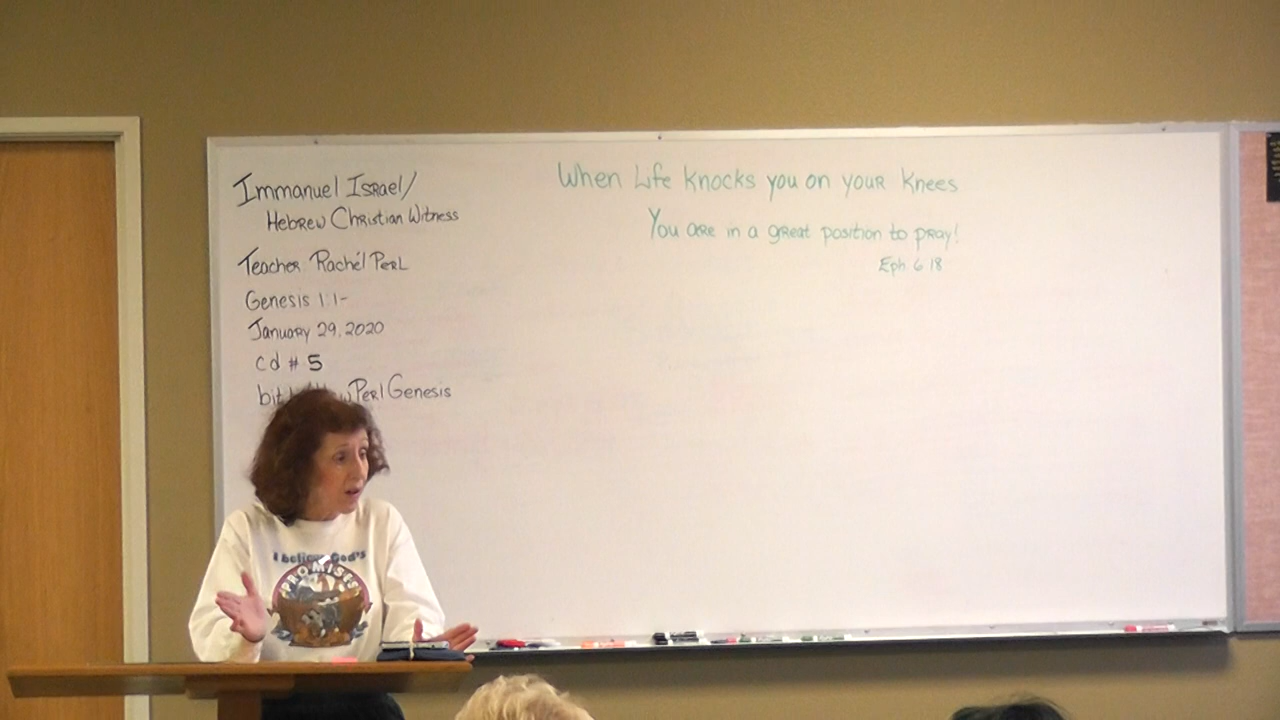 Immanuel Israel/
Hebrew Christian Witness
Teacher Rachél Perl
Genesis 1:1-
January 29, 2020
cd # 5
Perl Genesis
When Life Knocks you on your Knees
You are in a great position to pray!
Eph 6:18
I believe God's
PROMISES